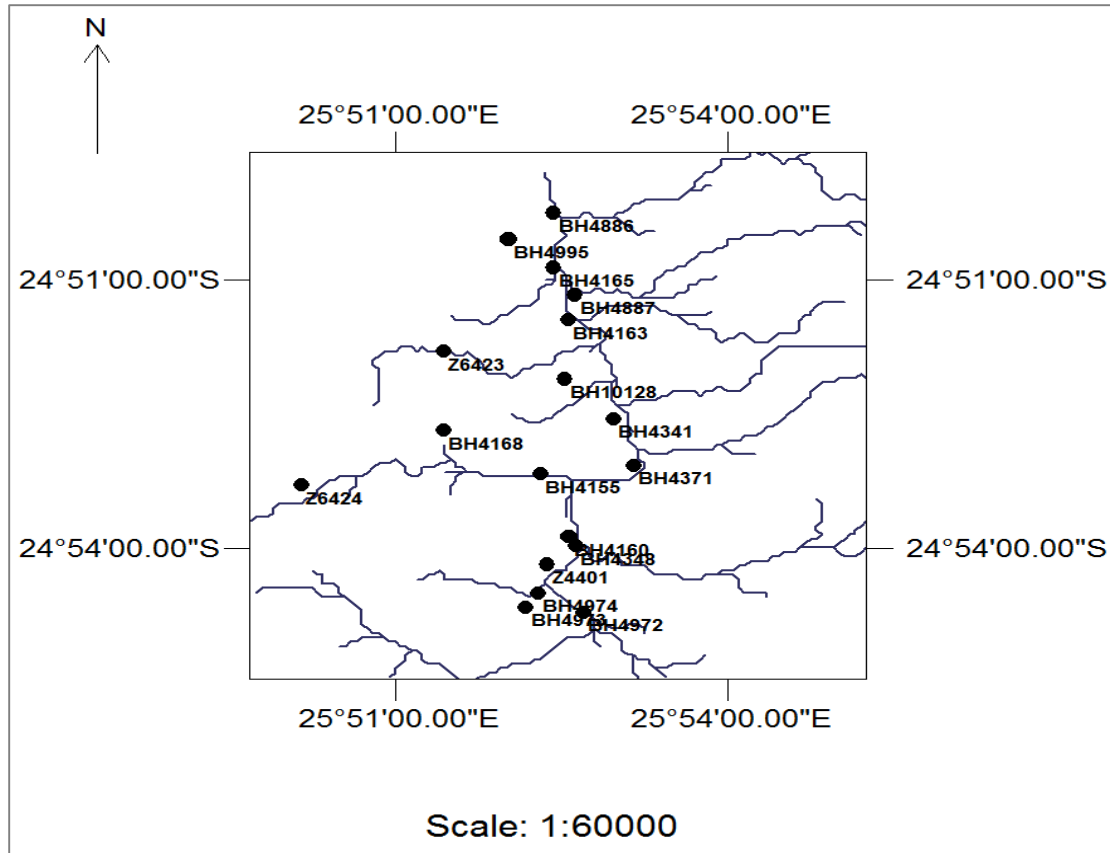 N
25°51'00.00"E 25°54'00.00"E
BH4886
BH4995
24°51'00.00"S 24°51'00.00"S
BH4165
BH4887
BH4163
Z6423
BH10128
BH4341
BH4168
BH4371
BH4155
Z6424
24°54'00.00"S 24°54'00.00"S
BH4160
BH4348
Z4401
BH4974
BH4973
BH4972
25°51'00.00"E 25°54'00.00"E
Scale: 1:60000